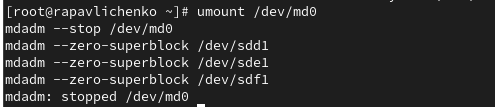 [root@rapavlichenko ~]# umount /dev/md0
mdadm --stop /dev/md0
mdadm --zero-superblock /dev/sdd1
mdadm --zero-superblock /dev/sde1
mdadm --zero-superblock /dev/sdf1
mdadm: stopped /dev/md0